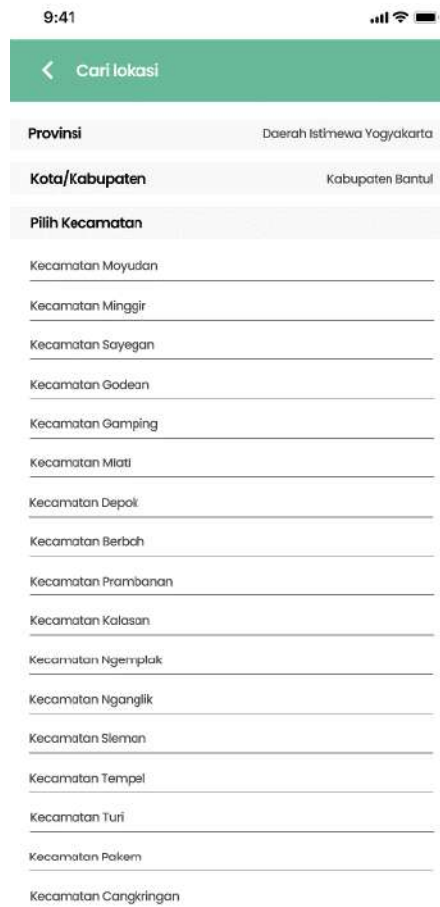 9:41
Cari lokasi
Provinsi Daerah Istimewa Yogyakarta
Kota/Kabupaten Kabupaten Bantul
Pilih Kecamatan
Kecamatan Moyudan
Kecamatan Minggir
Kecamatan Sayegan
Kecamatan Godean
Kecamatan Gamping
Kecamatan Mlati
Kecamatan Depok
Kecamatan Berbah
Kecamatan Prambanan
Kecamatan Kalasan
Kecamatan Ngemplak
Kecamatan Nganglik
Kecamatan Sleman
Kecamatan Tempel
Kecamatan Turi
Kecamatan Pakem
Kecamatan Cangkringan